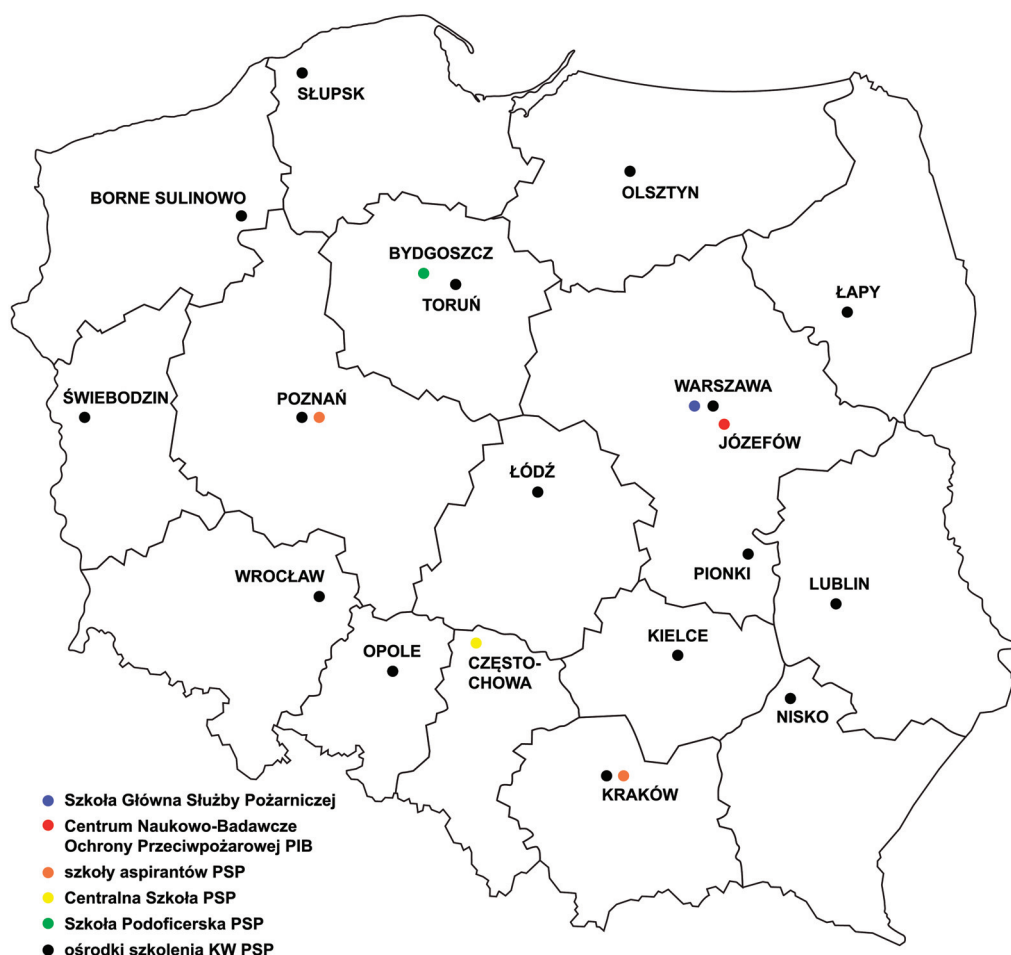 SŁUPSK
OLSZTYN
BORNE SULINOWO
BYDGOSZCZ
TORUŃ
ŁAPY
WARSZAWA
ŚWIEBODZIN
POZNAŃ
JÓZEFÓW
ŁÓDŹ
PIONKI
WROCŁAW
LUBLIN
KIELCE
OPOLE
CZĘSTO-
CHOWA
NISKO
KRAKÓW
Szkoła Główna Służby Pożarniczej
Centrum Naukowo-Badawcze
Ochrony Przeciwpożarowej PIB
szkoły aspirantów PSP
Centralna Szkoła PSP
Szkoła Podoficerska PSP
ośrodki szkolenia KW PSP